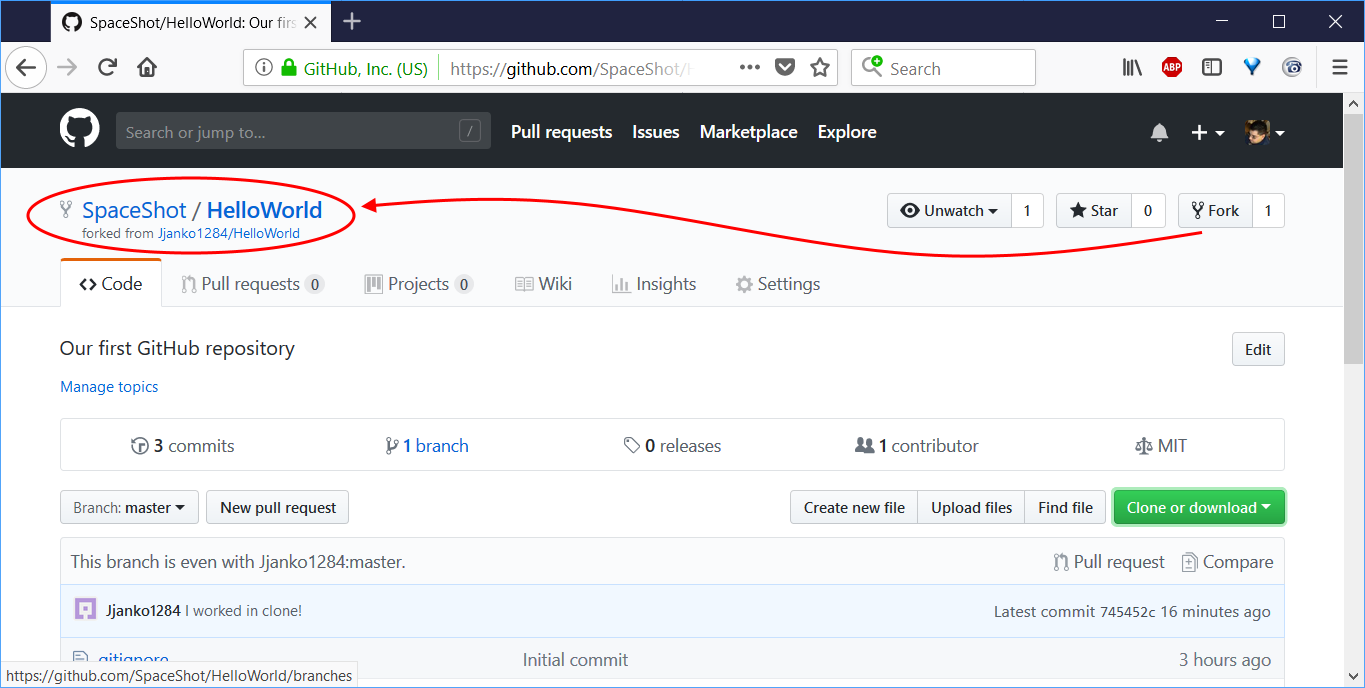 SpaceShot/HelloWorld: Our firs
GitHub, Inc. (US) https://github.com/SpaceShot/H Search
ABP
Search or jump to... / Pull requests Issues Marketplace Explore
SpaceShot / HelloWorld Unwatch 1 Star 0 Fork 1
forked from Jjanko1284/HelloWorld
Code Pull requests 0 Projects 0 Wiki Insights Settings
Our first GitHub repository Edit
Manage topics
3 commits 1 branch 0 releases 1 contributor MIT
Branch: master New pull request Create new file Upload files Find file Clone or download
This branch is even with Jjanko1284:master. Pull request Compare
Jjanko1284 I worked in clone! Latest commit 745452c 16 minutes ago
.gitignore Initial commit 3 hours ago
https://github.com/SpaceShot/HelloWorld/branches